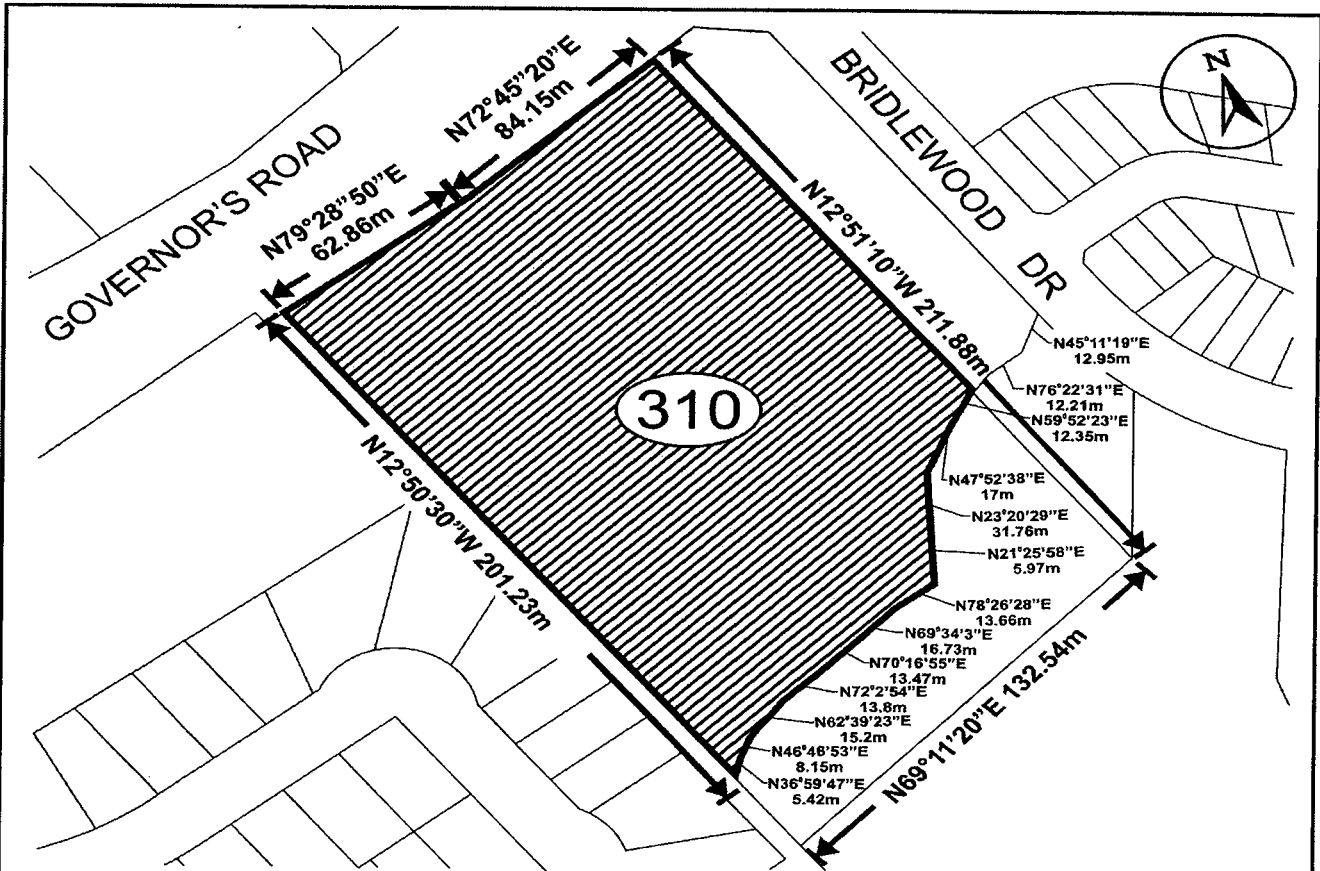 N72°45"20"E
84.15m
N79°28"50"E
62.86m
GOVERNOR'S ROAD
BRIDLEWOOD DR
N
N12°51'10"W 211.88m
N45°11'19"E
12.95m
N76°22'31"E
12.21m
N59°52'23"E
12.35m
310
N47°52'38"E
17m
N23°20'29"E
31.76m
N12°50'30"W 201.23m
N21°25'58"E
5.97m
N78°26'28"E
13.66m
N69°34'3"E
16.73m
N70°16'55"E
13.47m
N72°2'54"E
13.8m
N62°39'23"E
15.2m
N46°46'53"E
8.15m
N36°59'47"E
5.42m
N69°11'20"E 132.54m